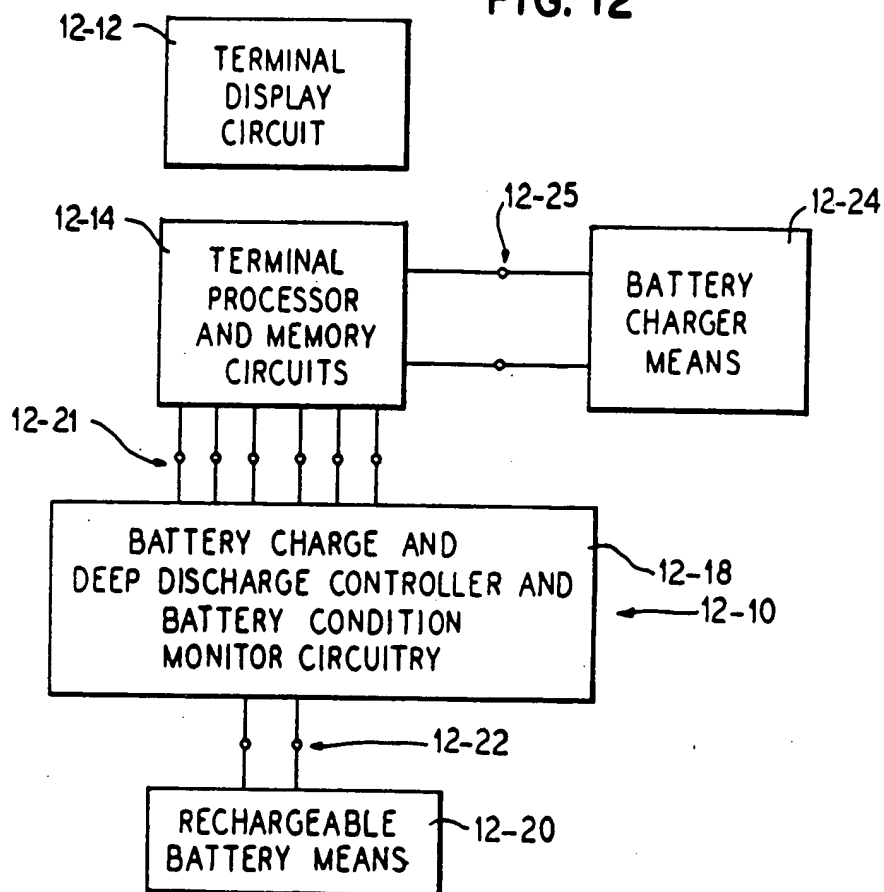 FIG. 12
12-12
TERMINAL
DISPLAY
CIRCUIT
12-14
TERMINAL
PROCESSOR
AND MEMORY
CIRCUITS
12-25
12-24
BATTERY
CHARGER
MEANS
12-21
BATTERY CHARGE AND
DEEP DISCHARGE CONTROLLER AND
BATTERY CONDITION
MONITOR CIRCUITRY
12-18
12-10
12-22
RECHARGEABLE
BATTERY MEANS
12-20